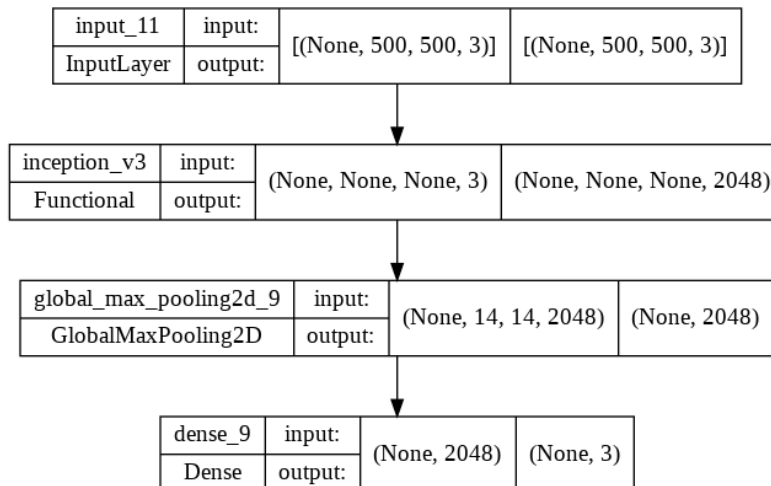 input_11 input: [(None, 500, 500, 3)] [(None, 500, 500, 3)]
InputLayer output:
inception_v3 input: (None, None, None, 3) (None, None, None, 2048)
Functional output:
global_max_pooling2d_9 input: (None, 14, 14, 2048) (None, 2048)
GlobalMaxPooling2D output:
dense_9 input: (None, 2048) (None, 3)
Dense output: